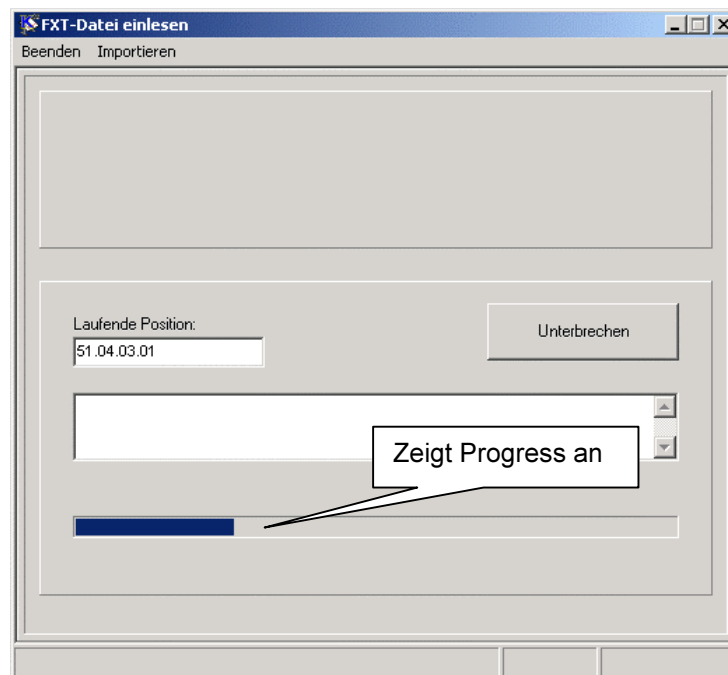 FXT-Datei einlesen
Beenden Importieren
Laufende Position:
51.04.03.01
Unterbrechen
Zeigt Progress an